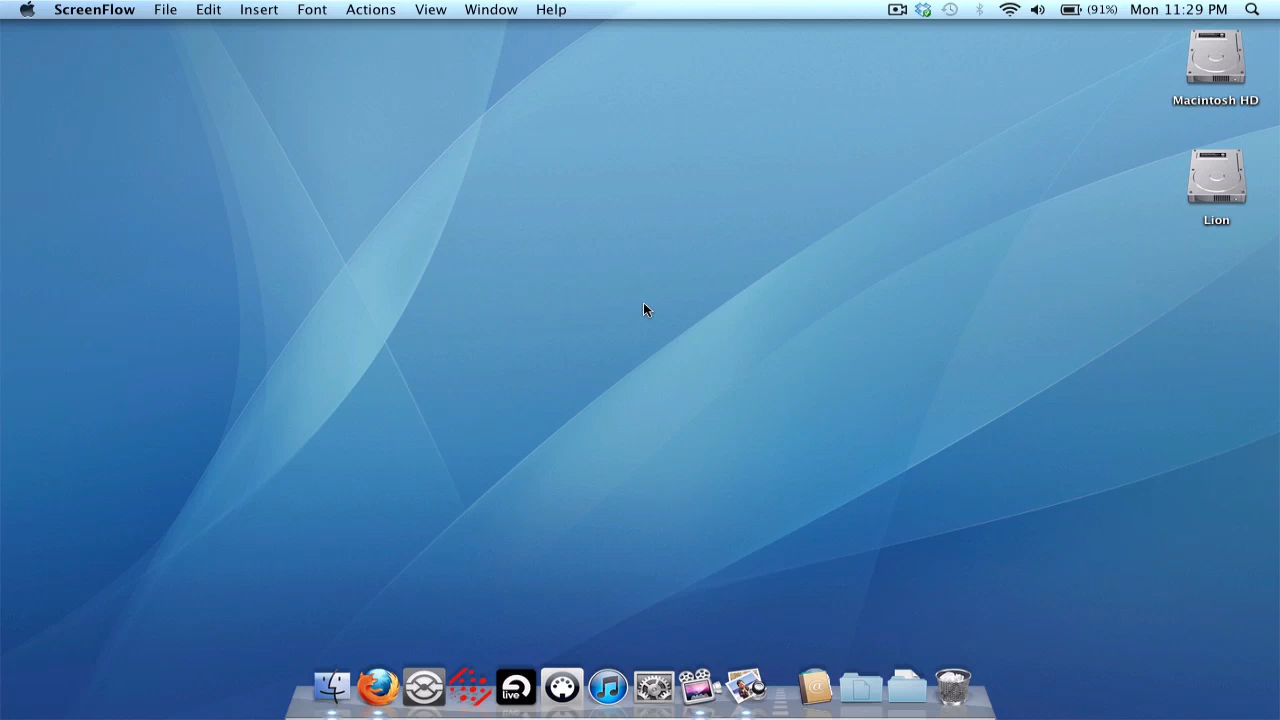 ScreenFlow File Edit Insert Font Actions View Window Help (91%) Mon 11:29 PM
Macintosh HD
Lion
live